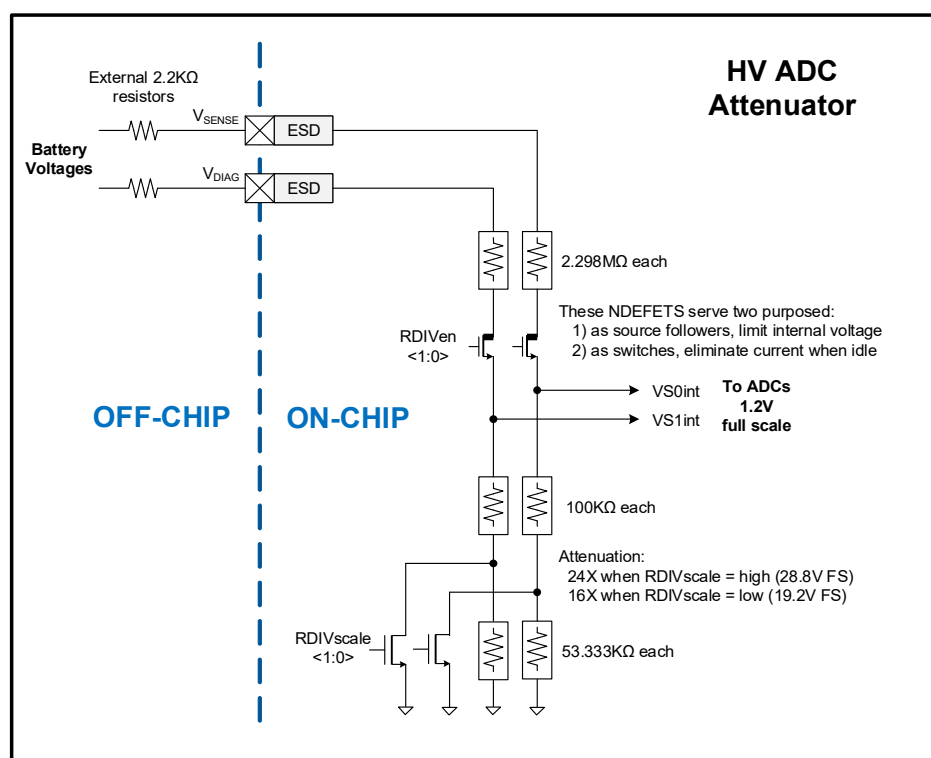 HV ADC
Attenuator
External 2.2KΩ
resistors
VSENSE
ESD
Battery
Voltages
VDIAG
ESD
2.298MΩ each
These NDEFETS serve two purposed:
1) as source followers, limit internal voltage
2) as switches, eliminate current when idle
RDIVen
<1:0>
VS0int
To ADCs
1.2V
full scale
VS1int
OFF-CHIP
ON-CHIP
100KΩ each
Attenuation:
24X when RDIVscale = high (28.8V FS)
16X when RDIVscale = low (19.2V FS)
RDIVscale
<1:0>
53.333KΩ each